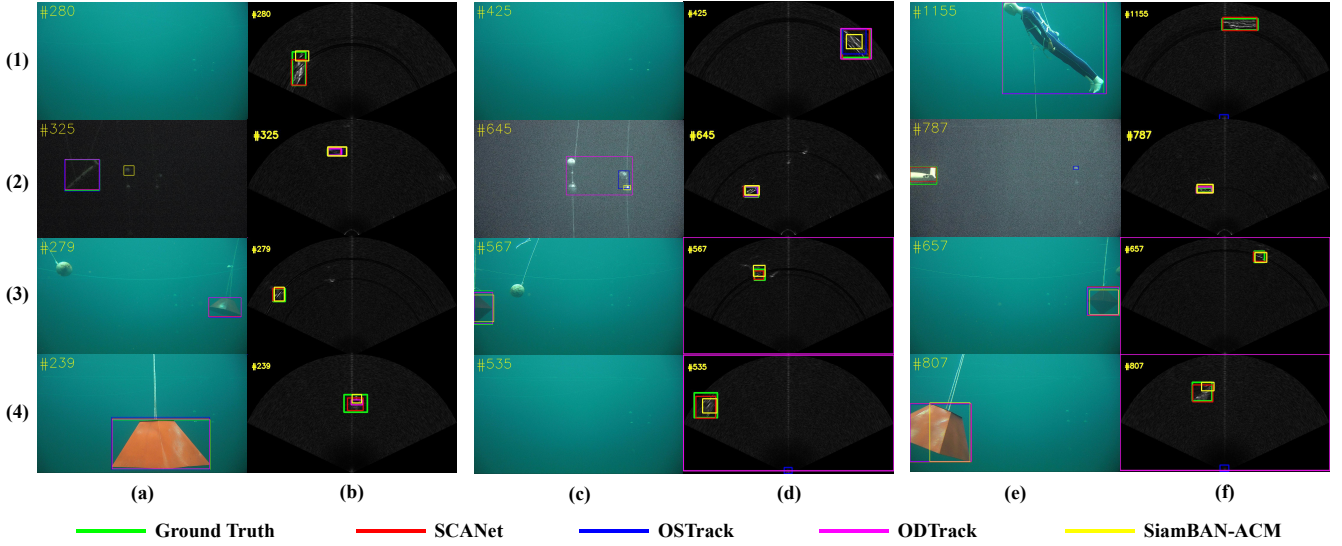 #280 #280 #425 #425 #1155 #1155
(1)
#325 #325 #645 #645 #787 #787
(2)
#279 #279 #567 #567 #657 #657
(3)
#239 #239 #535 #535 #807 #807
(4)
(a) (b) (c) (d) (e) (f)
Ground Truth SCANet OSTrack ODTrack SiamBAN-ACM